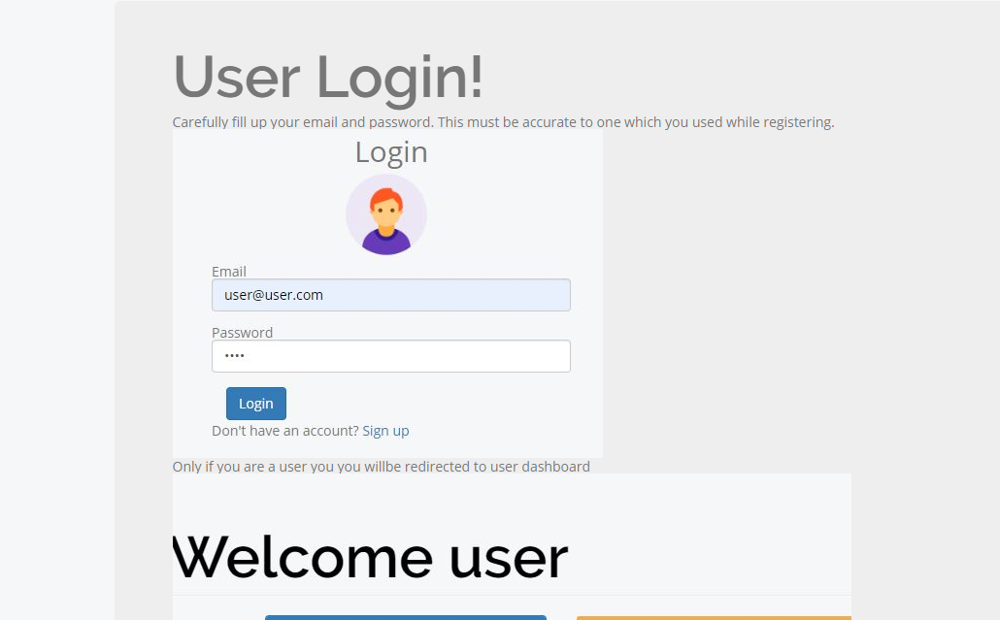 User Login!
Carefully fill up your email and password. This must be accurate to one which you used while registering.
Login
Email
user@user.com
Password
••••
Login
Don't have an account? Sign up
Only if you are a user you you willbe redirected to user dashboard
Welcome user